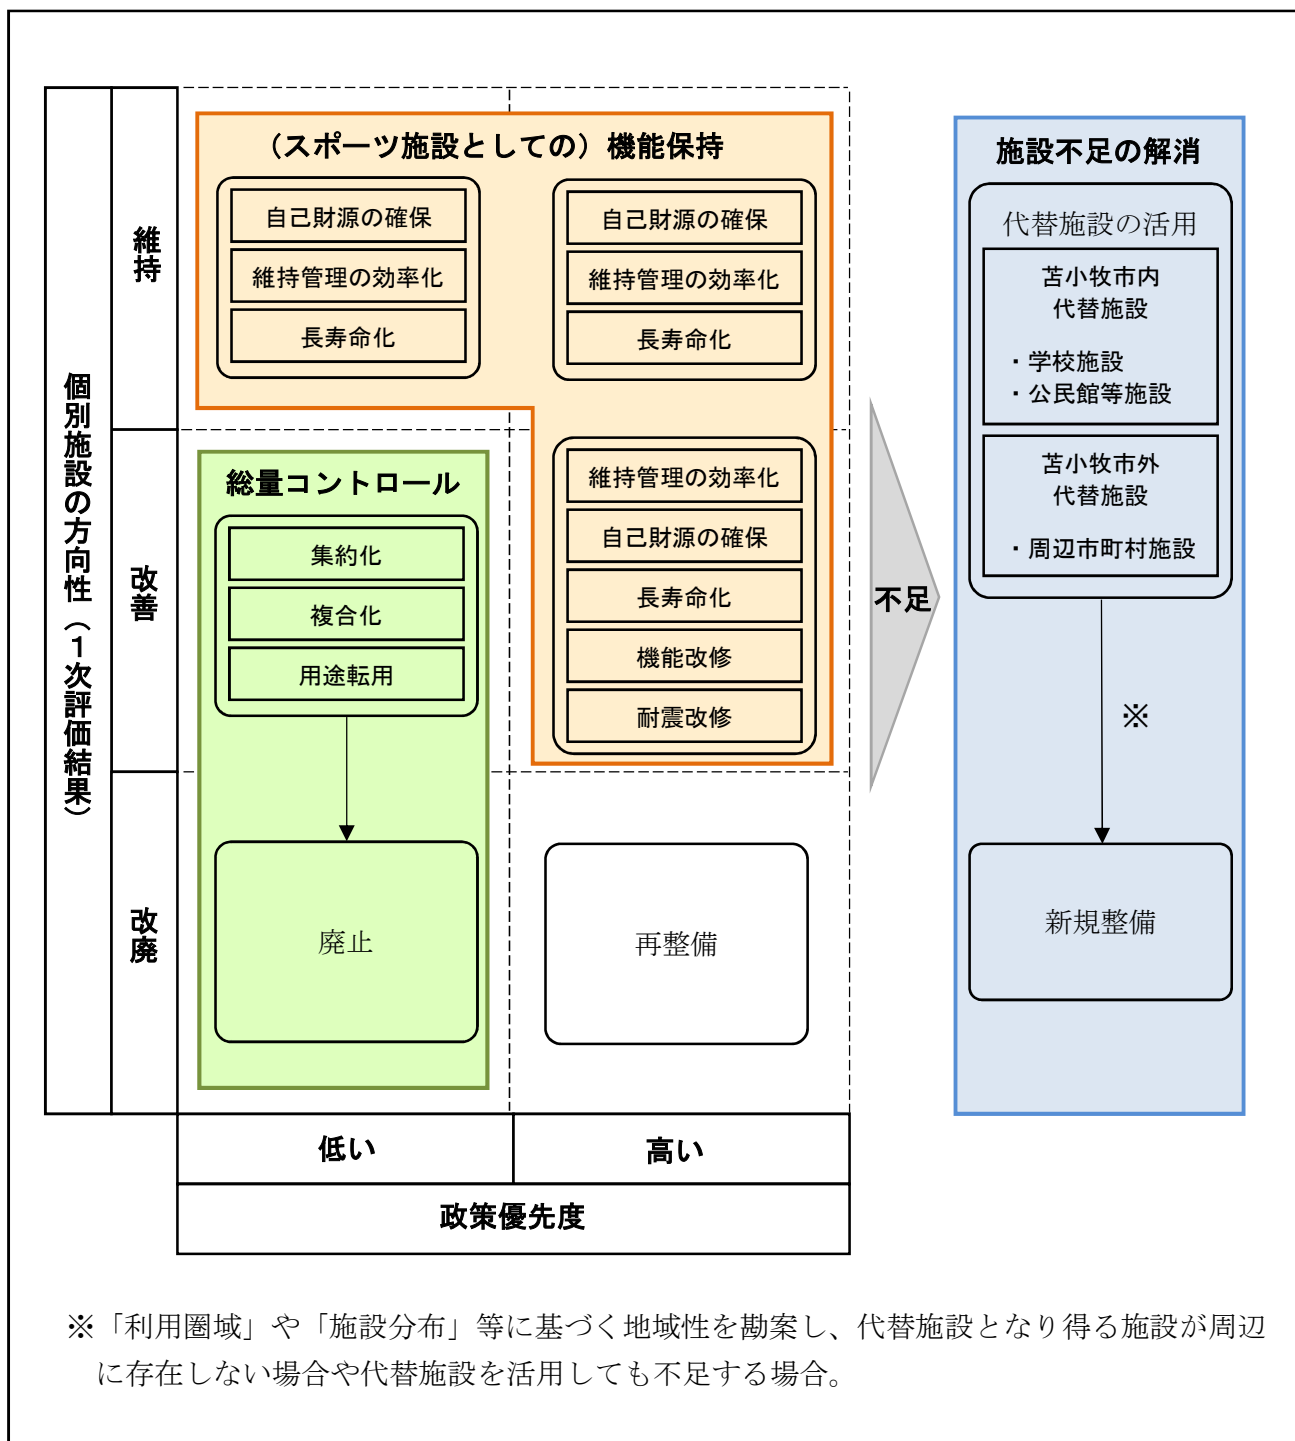 個別施設の方向性（1次評価結果）
維持
改善
改廃
（スポーツ施設としての）機能保持
自己財源の確保
維持管理の効率化
長寿命化
自己財源の確保
維持管理の効率化
長寿命化
維持管理の効率化
自己財源の確保
長寿命化
機能改修
耐震改修
総量コントロール
集約化
複合化
用途転用
廃止
再整備
低い
高い
政策優先度
不足
施設不足の解消
代替施設の活用
苫小牧市内
代替施設
・学校施設
・公民館等施設
苫小牧市外
代替施設
・周辺市町村施設
※
新規整備
※「利用圏域」や「施設分布」等に基づく地域性を勘案し、代替施設となり得る施設が周辺
に存在しない場合や代替施設を活用しても不足する場合。